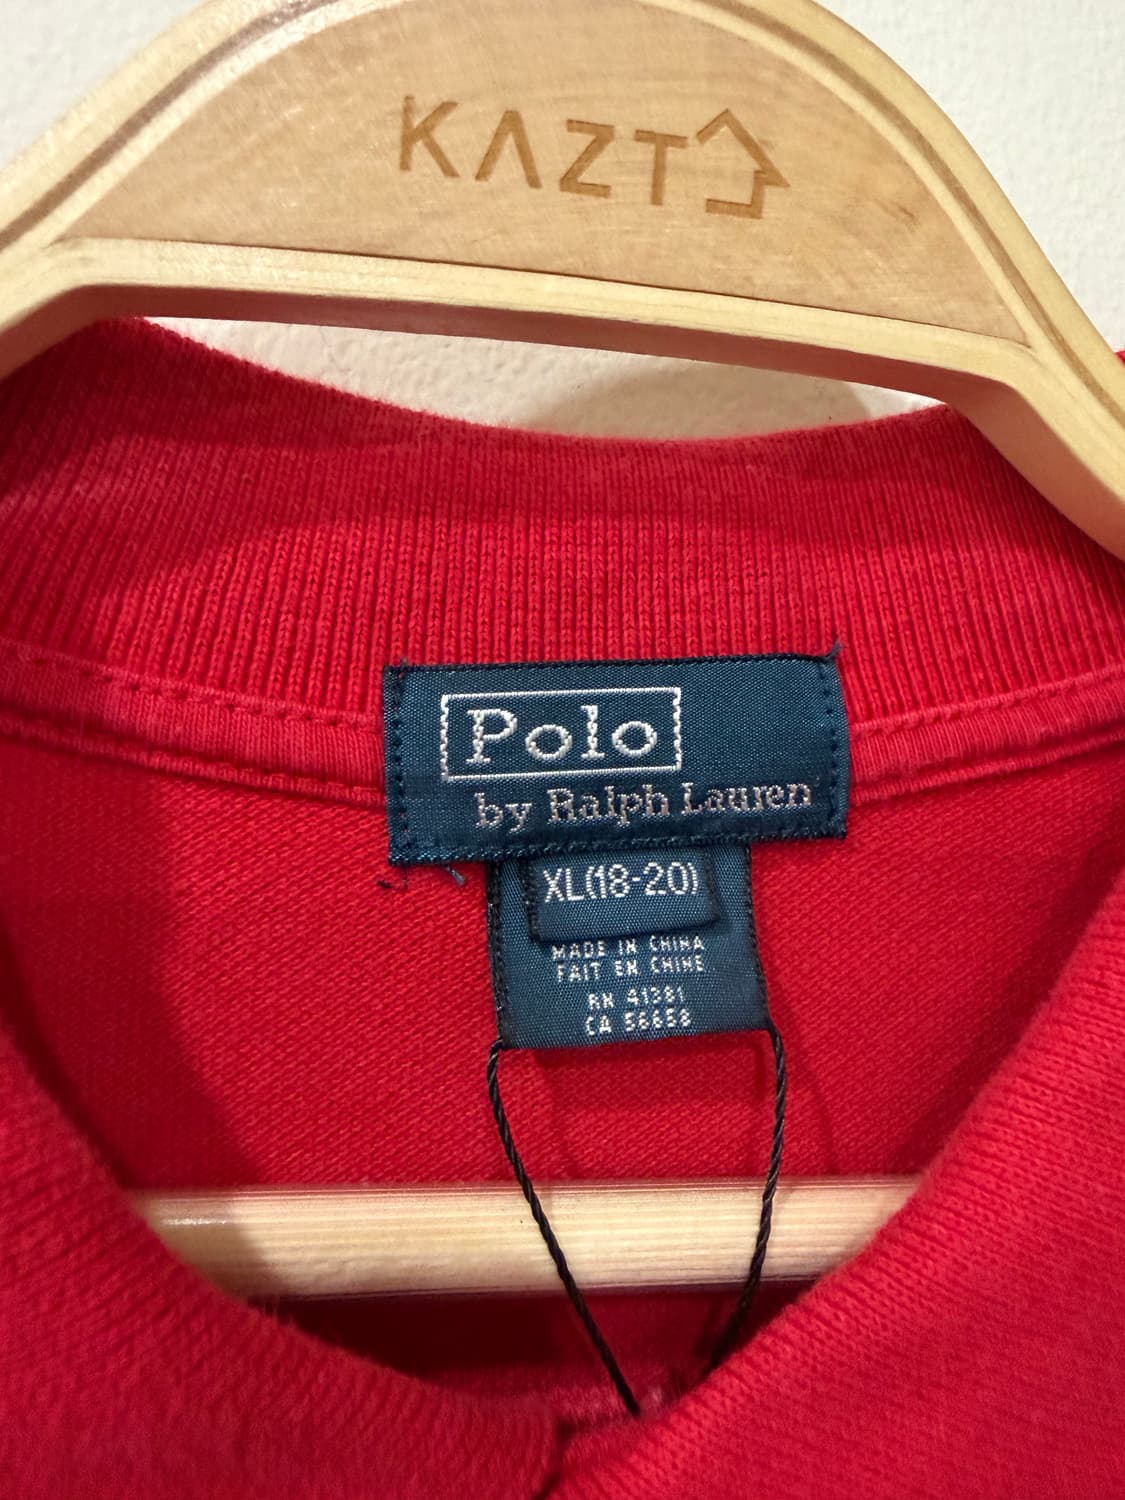 KAZT
Polo
by Ralph Lauren
XL(18-20)
MADE IN CHINA
FAIT EN CHINE
RN 41381
CA 56658